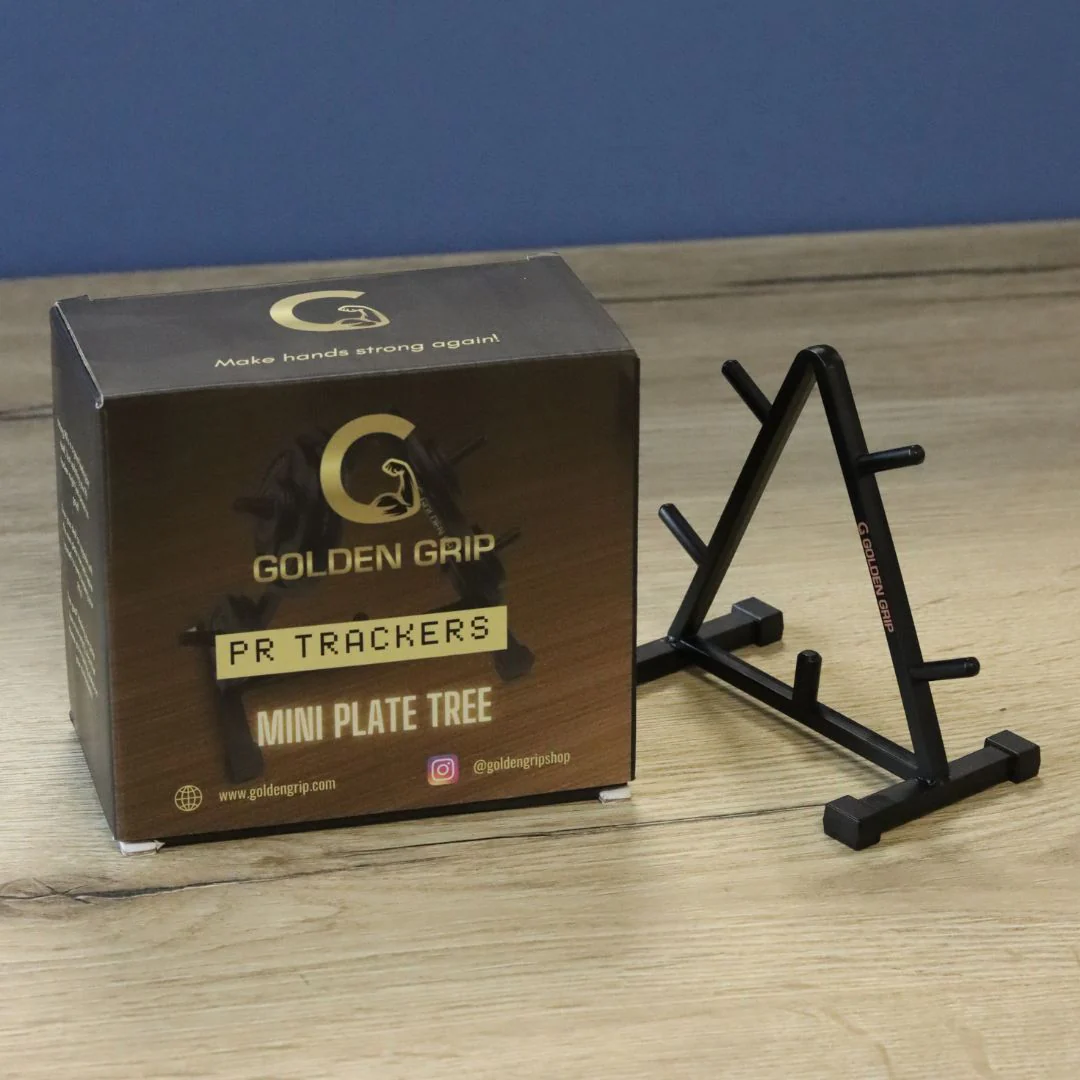 Make hands strong again!
GOLDEN GRIP
PR TRACKERS
MINI PLATE TREE
www.goldengrip.com
@goldengripshop
G GOLDEN GRIP